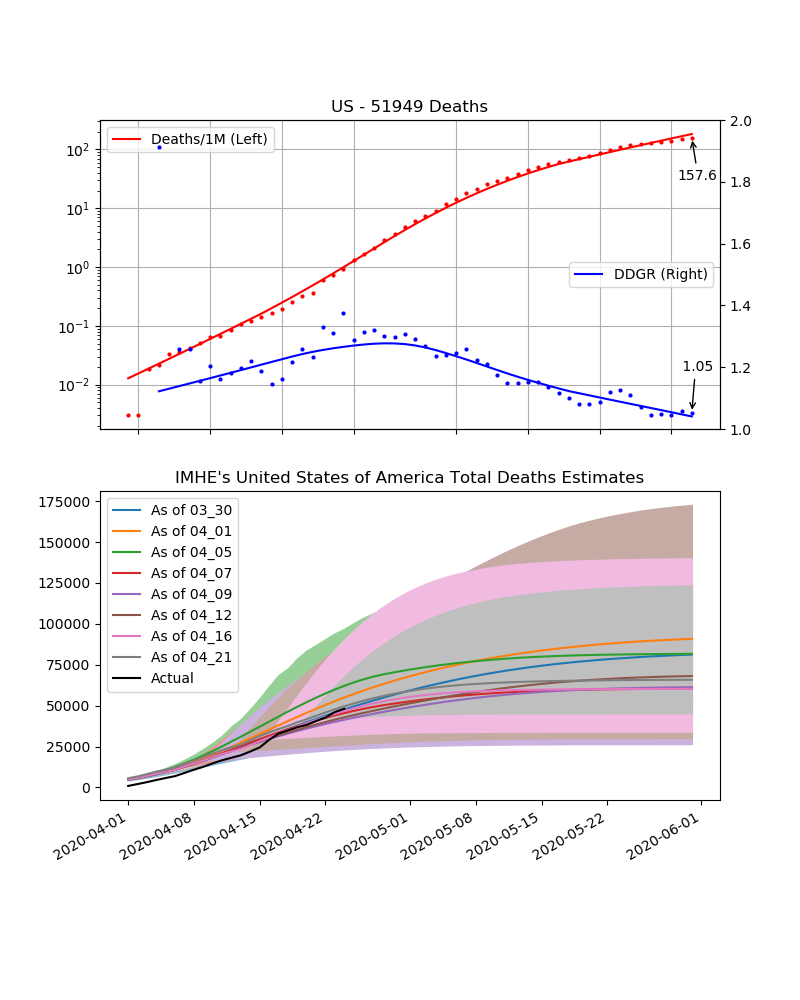 US - 51949 Deaths
Deaths/1M (Left)
10²
10¹
10⁰
10⁻¹
10⁻²
2.0
1.8
1.6
1.4
1.2
1.0
157.6
DDGR (Right)
1.05
IMHE's United States of America Total Deaths Estimates
175000
150000
125000
100000
75000
50000
25000
0
As of 03_30
As of 04_01
As of 04_05
As of 04_07
As of 04_09
As of 04_12
As of 04_16
As of 04_21
Actual
2020-04-01
2020-04-08
2020-04-15
2020-04-22
2020-05-01
2020-05-08
2020-05-15
2020-05-22
2020-06-01